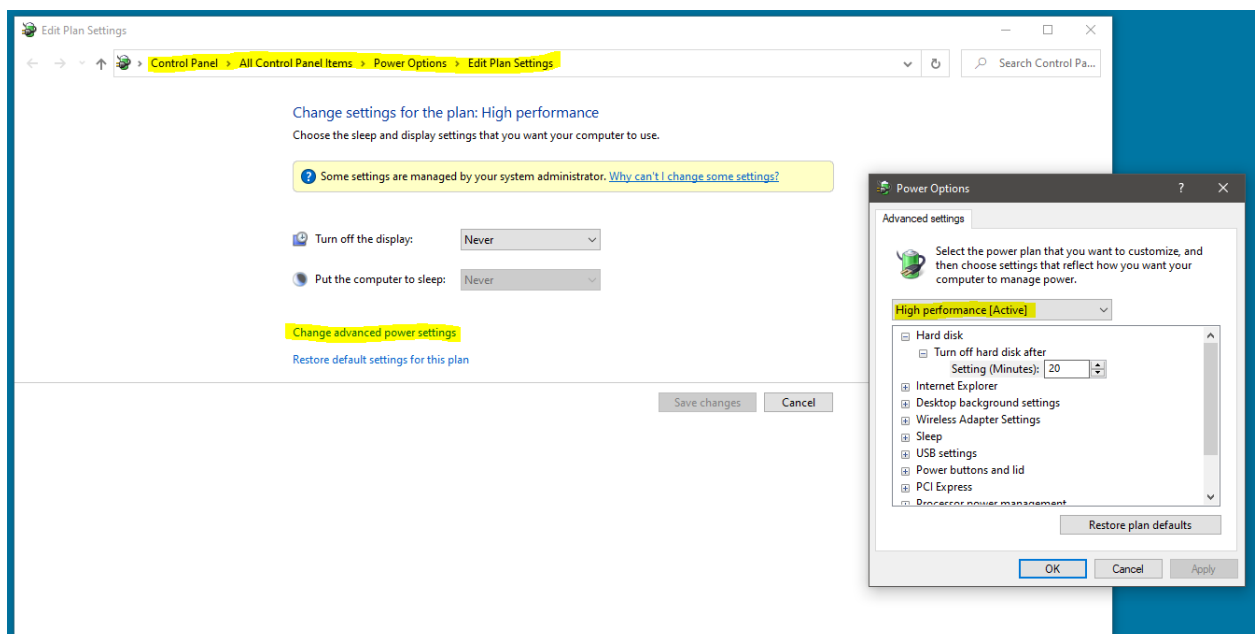 Edit Plan Settings
Control Panel > All Control Panel Items > Power Options > Edit Plan Settings
Search Control Pa...
Change settings for the plan: High performance
Choose the sleep and display settings that you want your computer to use.
Some settings are managed by your system administrator. Why can't I change some settings?
Turn off the display: Never
Put the computer to sleep: Never
Change advanced power settings
Restore default settings for this plan
Save changes Cancel
Power Options
Advanced settings
Select the power plan that you want to customize, and
then choose settings that reflect how you want your
computer to manage power.
High performance [Active]
Hard disk
Turn off hard disk after
Setting (Minutes): 20
Internet Explorer
Desktop background settings
Wireless Adapter Settings
Sleep
USB settings
Power buttons and lid
PCI Express
Processor power management
Restore plan defaults
OK Cancel Apply